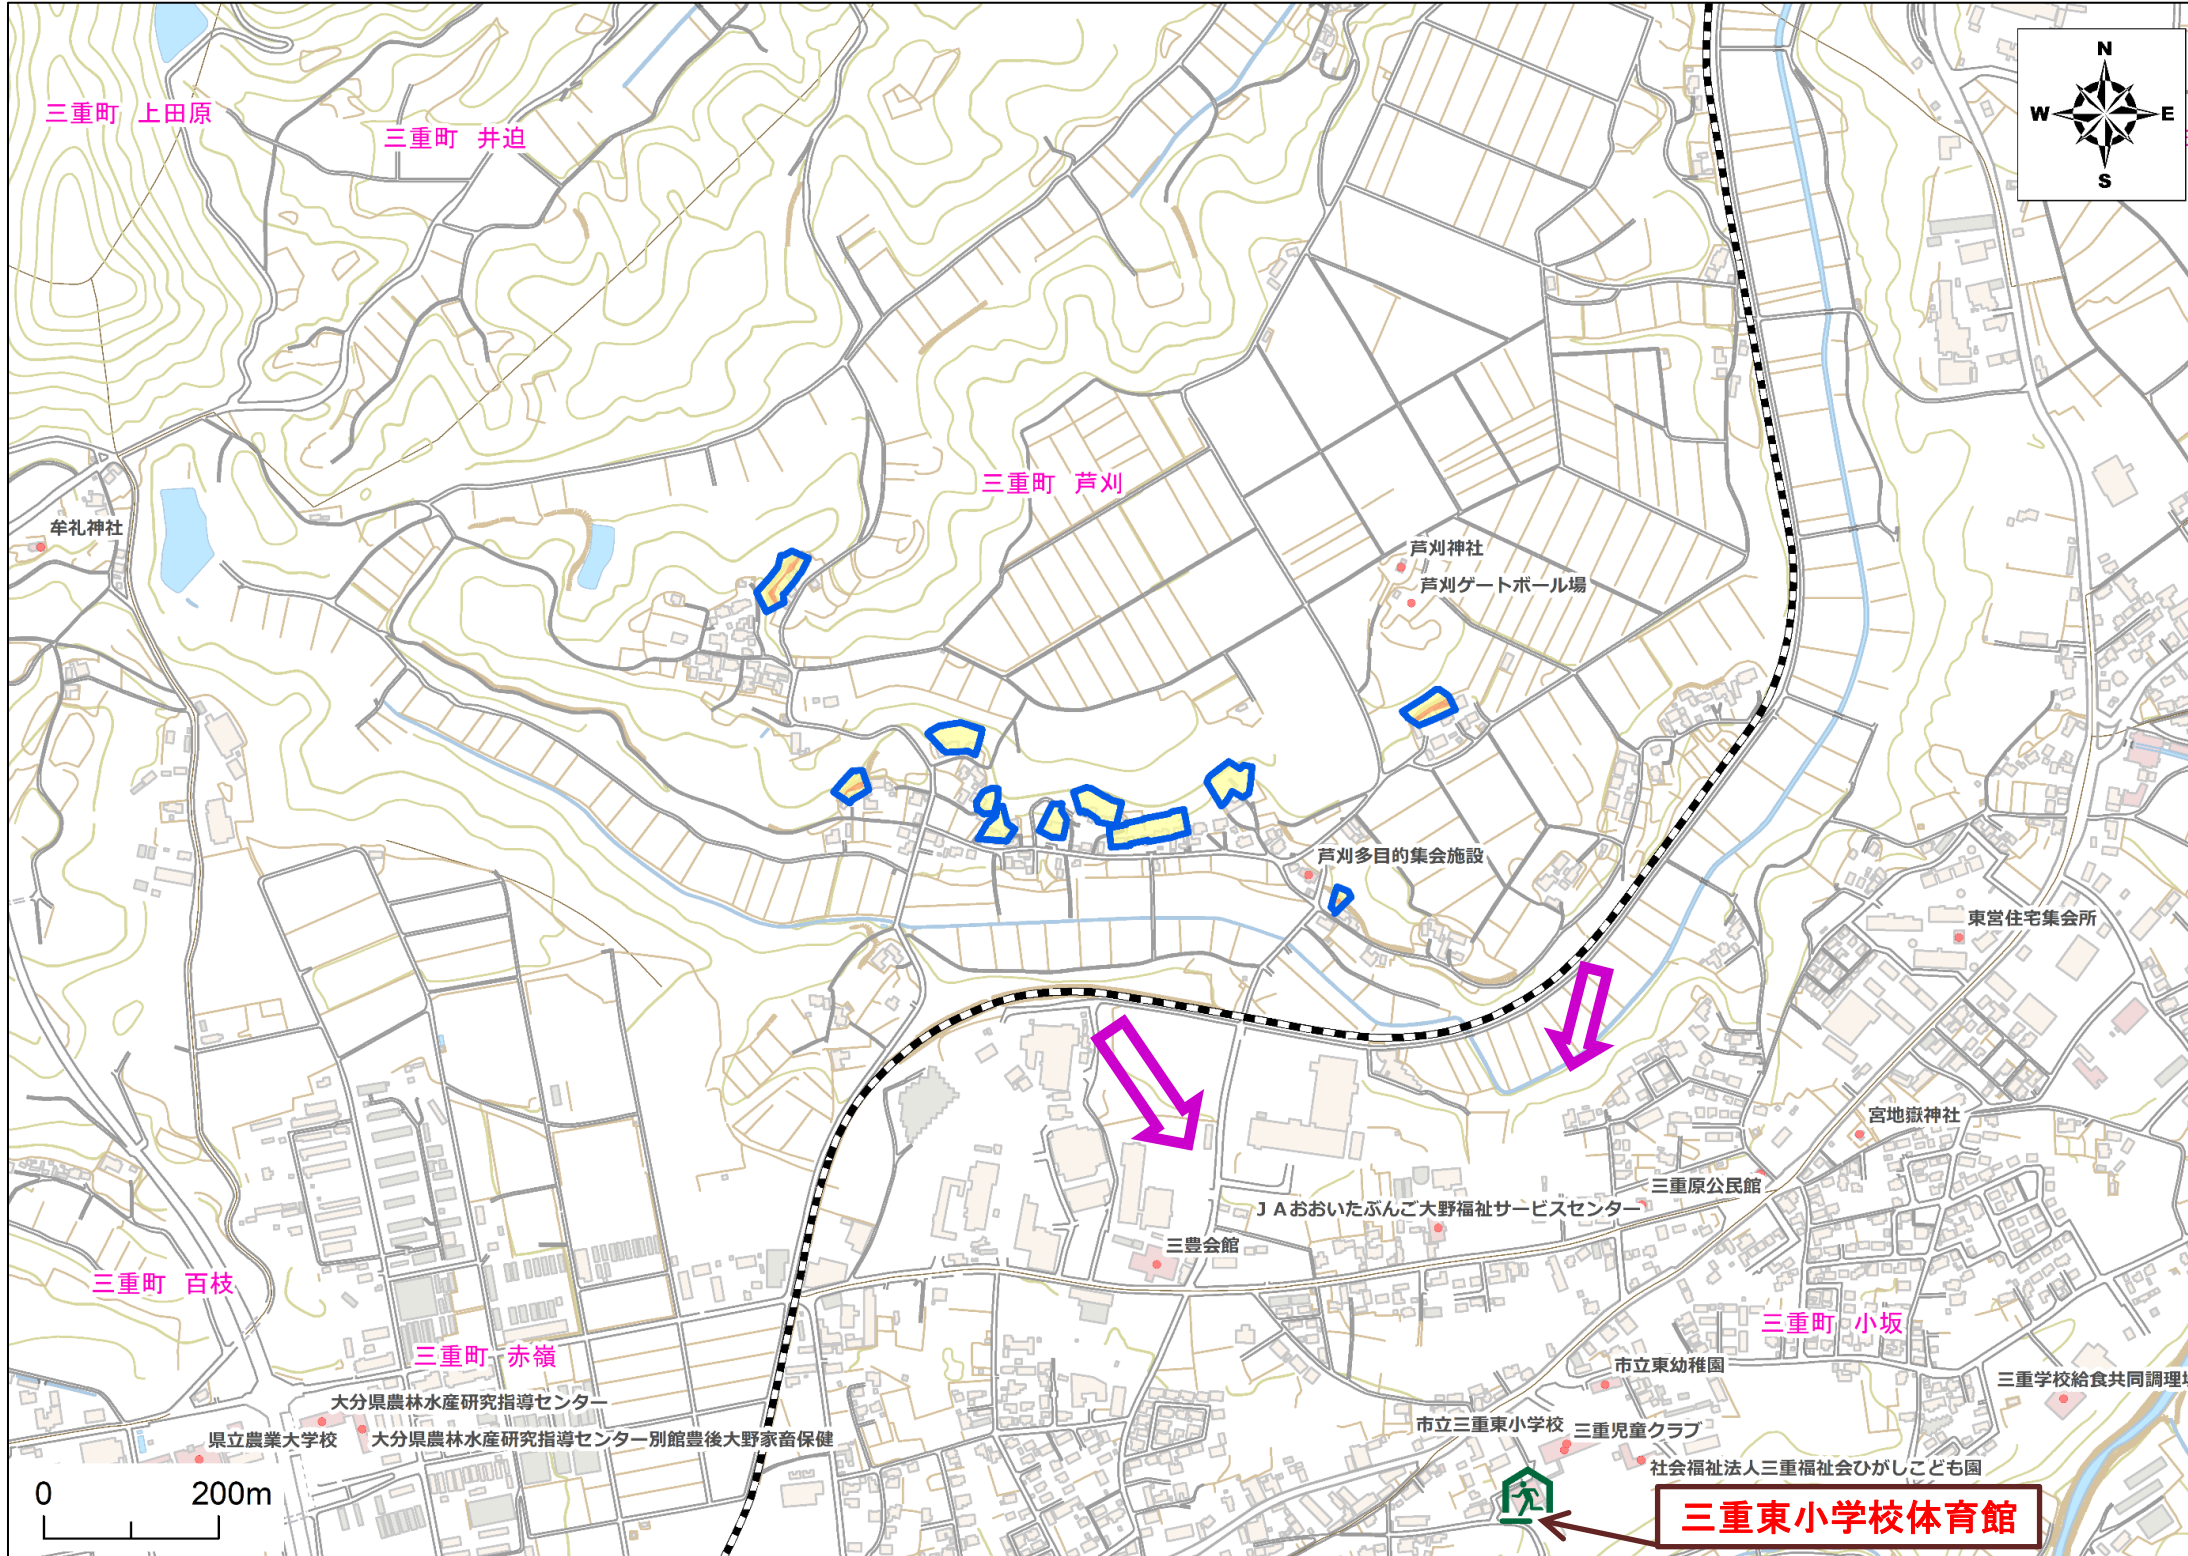 N
W
E
S
三重町 上田原
三重町 井迫
三重町 芦刈
牟礼神社
芦刈神社
芦刈ゲートボール場
芦刈多目的集会施設
東営住宅集会所
宮地嶽神社
三重原公民館
JAおおいたぶんご大野福祉サービスセンター
三豊会館
三重町 百枝
三重町 小坂
三重町 赤嶺
市立東幼稚園
三重学校給食共同調理場
大分県農林水産研究指導センター
市立三重東小学校
三重児童クラブ
県立農業大学校
大分県農林水産研究指導センター別館豊後大野家畜保健
社会福祉法人三重福祉会ひがしこども園
0 200m
三重東小学校体育館